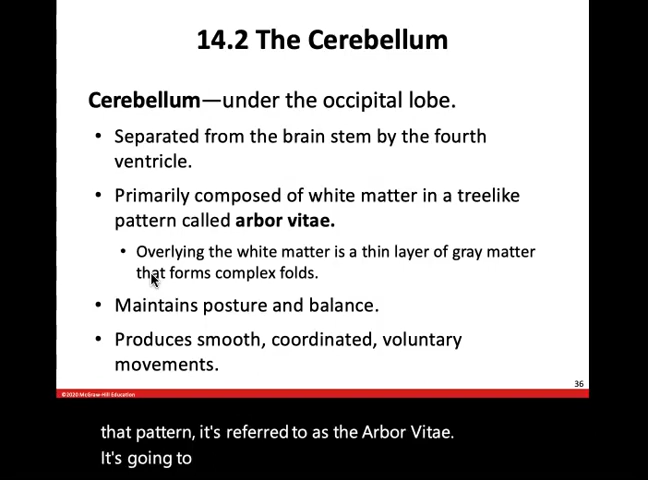 14.2 The Cerebellum
Cerebellum—under the occipital lobe.
• Separated from the brain stem by the fourth
ventricle.
• Primarily composed of white matter in a treelike
pattern called arbor vitae.
• Overlying the white matter is a thin layer of gray matter
that forms complex folds.
• Maintains posture and balance.
• Produces smooth, coordinated, voluntary
movements.
36
©2020 McGraw-Hill Education
that pattern, it's referred to as the Arbor Vitae.
It's going to